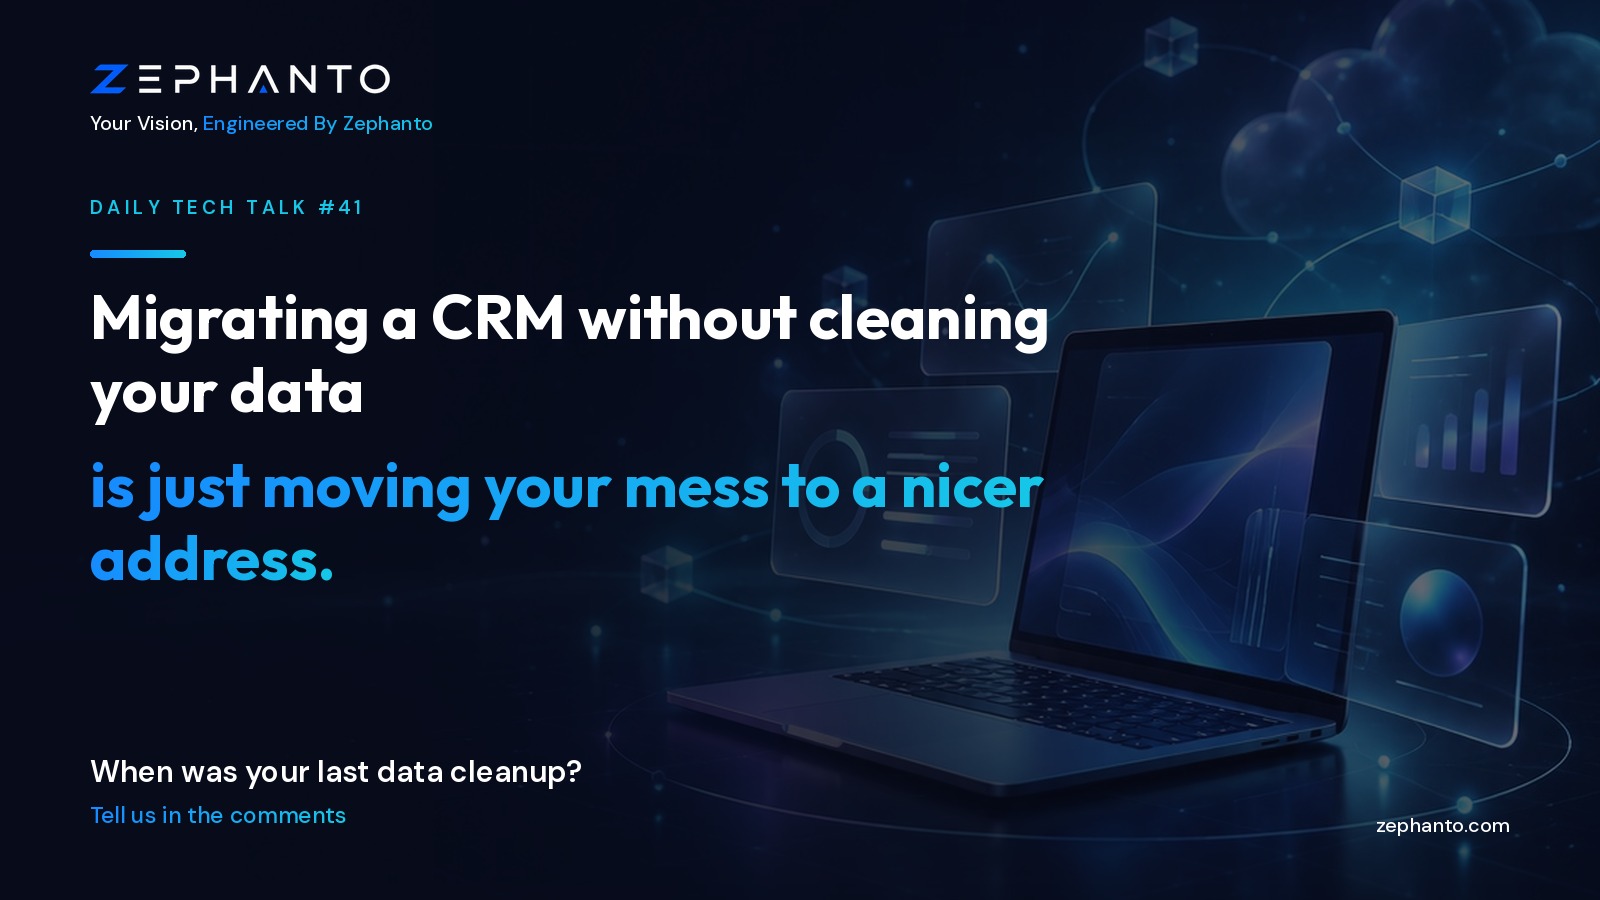 ZEPHANTO
Your Vision, Engineered By Zephanto
DAILY TECH TALK #41
Migrating a CRM without cleaning
your data
is just moving your mess to a nicer
address.
When was your last data cleanup?
Tell us in the comments
zephanto.com